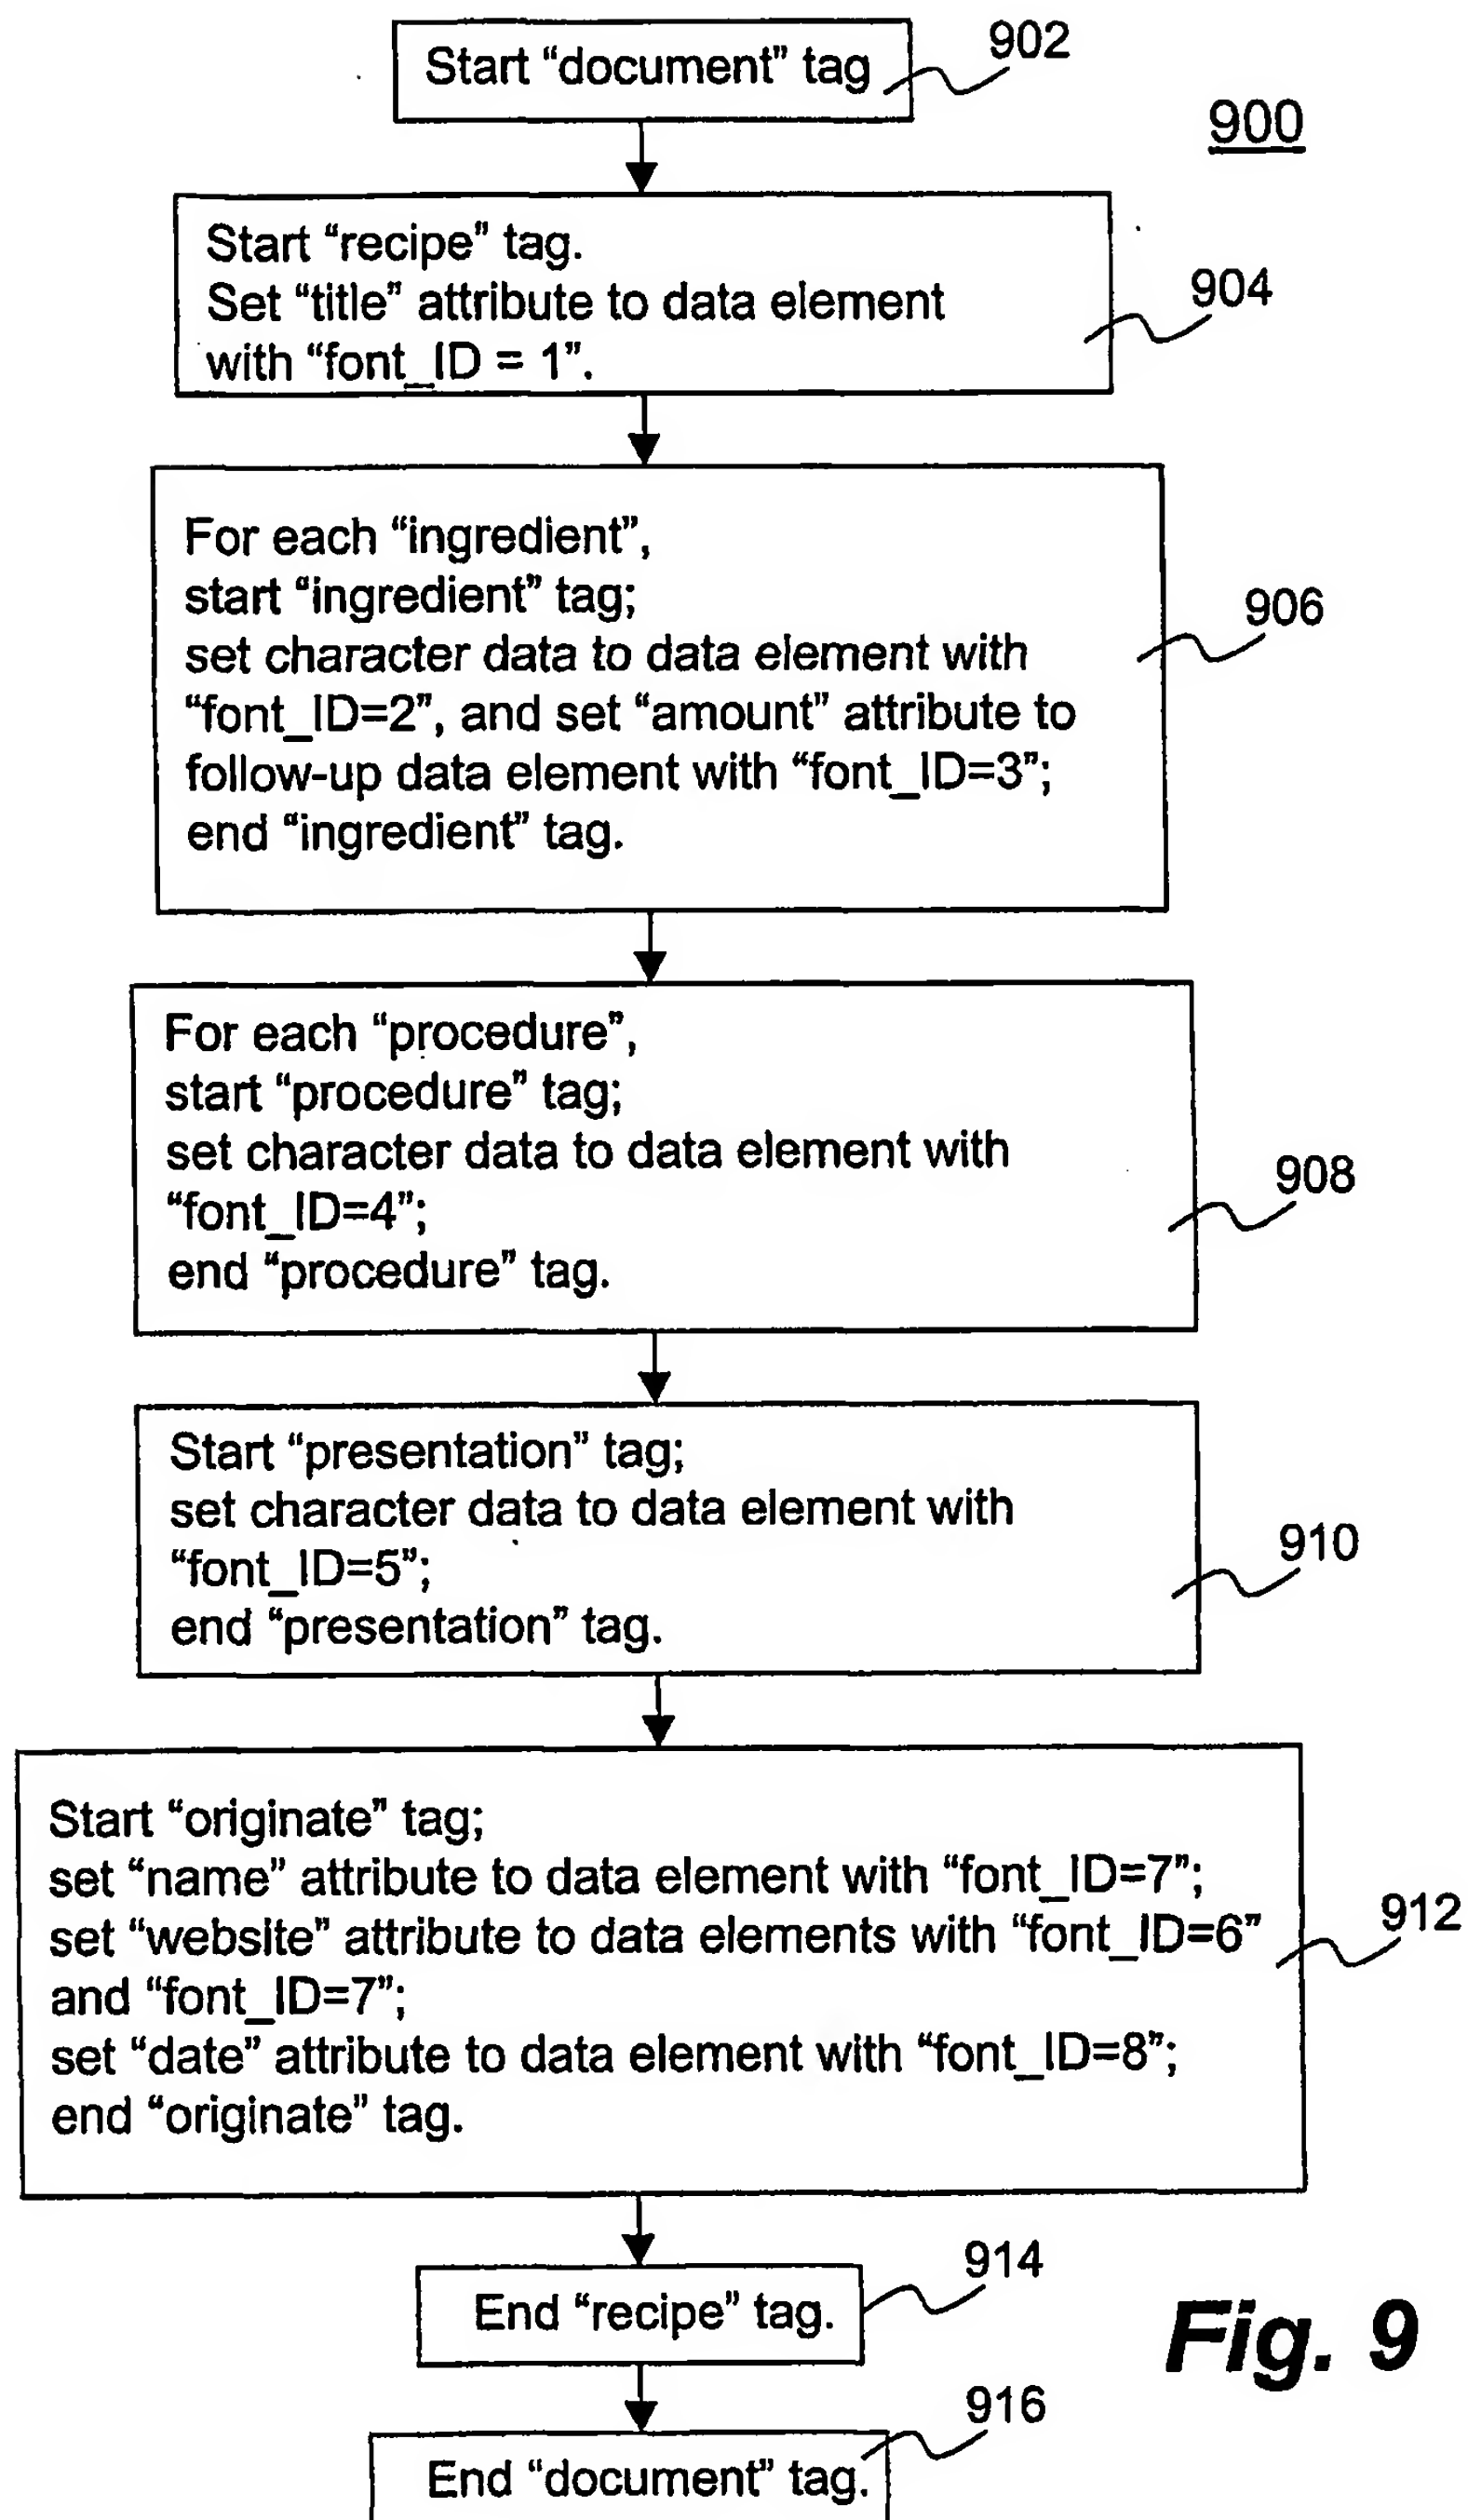 Start “document” tag
902
900
Start “recipe” tag.
Set “title” attribute to data element
with “font_ID = 1”.
904
For each “ingredient”,
start “ingredient” tag;
set character data to data element with
“font_ID=2”, and set “amount” attribute to
follow-up data element with “font_ID=3”;
end “ingredient” tag.
906
For each “procedure”,
start “procedure” tag;
set character data to data element with
“font_ID=4”;
end “procedure” tag.
908
Start “presentation” tag;
set character data to data element with
“font_ID=5”;
end “presentation” tag.
910
Start “originate” tag;
set “name” attribute to data element with “font_ID=7”;
set “website” attribute to data elements with “font_ID=6”
and “font_ID=7”;
set “date” attribute to data element with “font_ID=8”;
end “originate” tag.
912
End “recipe” tag.
914
Fig. 9
End “document” tag.
916